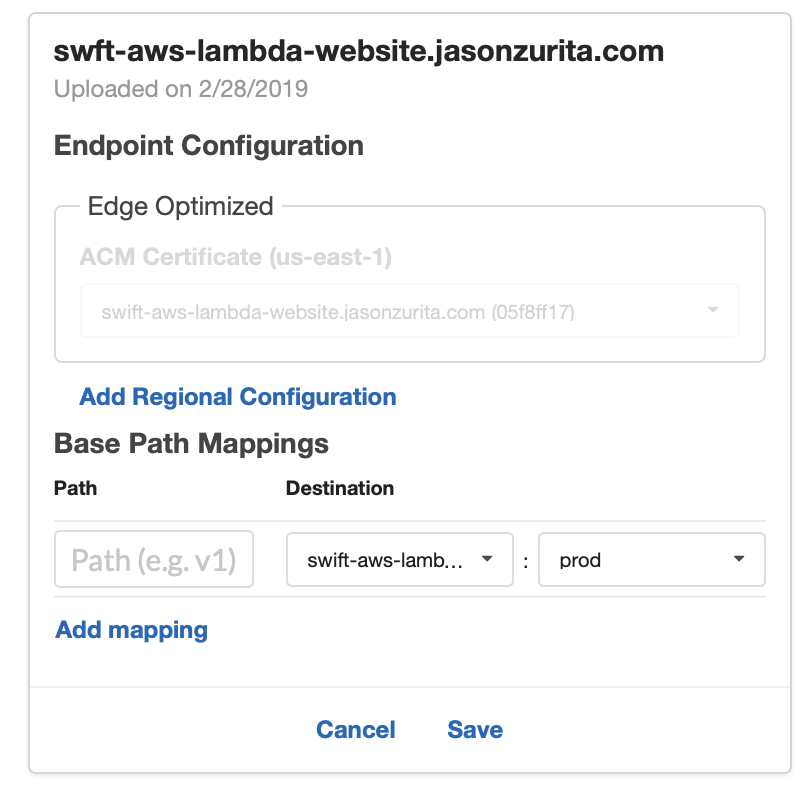 swft-aws-lambda-website.jasonzurita.com
Uploaded on 2/28/2019
Endpoint Configuration
Edge Optimized
ACM Certificate (us-east-1)
swift-aws-lambda-website.jasonzurita.com (05f8ff17)
Add Regional Configuration
Base Path Mappings
Path Destination
Path (e.g. v1) swift-aws-lamb... : prod
Add mapping
Cancel Save